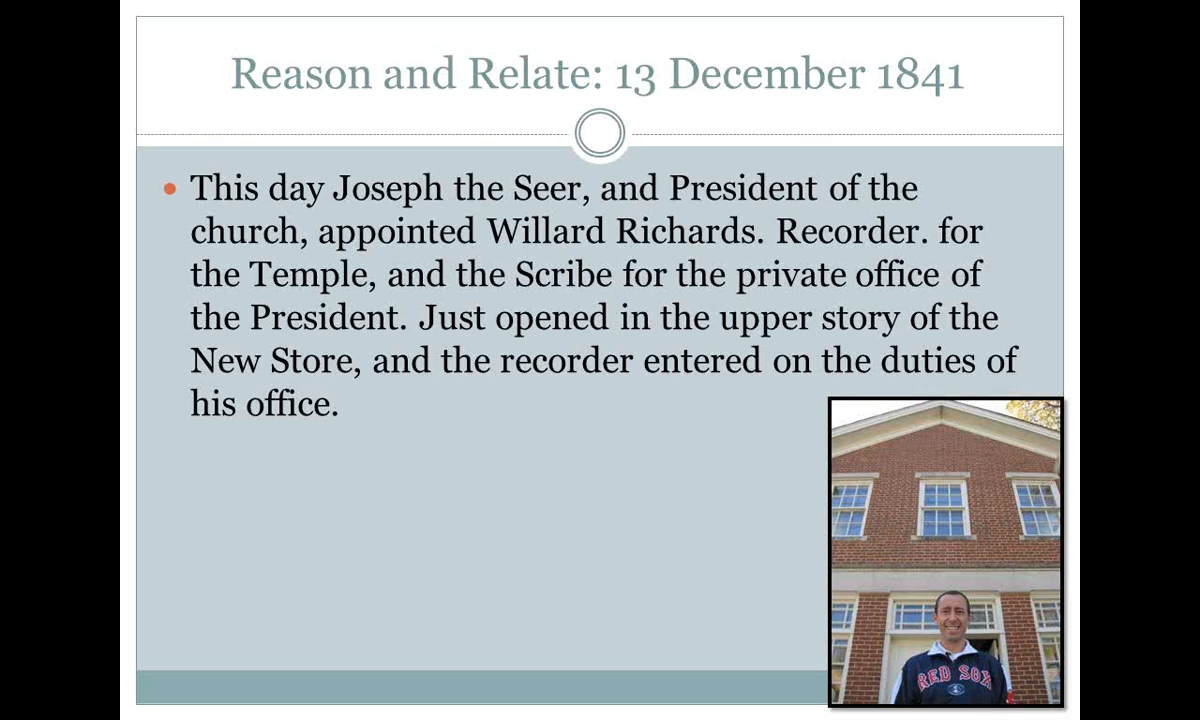 Reason and Relate: 13 December 1841
This day Joseph the Seer, and President of the
church, appointed Willard Richards. Recorder. for
the Temple, and the Scribe for the private office of
the President. Just opened in the upper story of the
New Store, and the recorder entered on the duties of
his office.
RED SOX